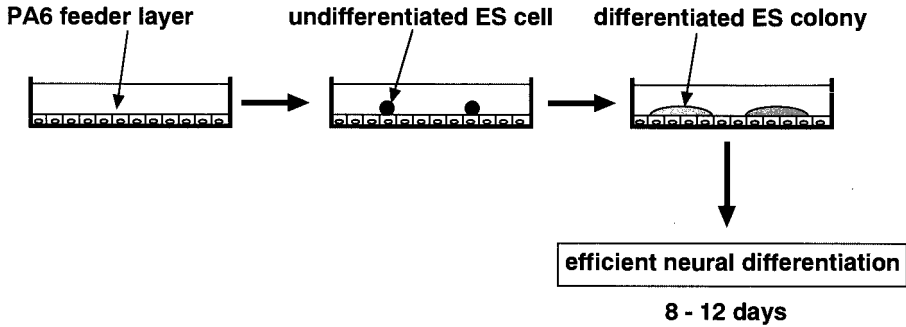 PA6 feeder layer
undifferentiated ES cell
differentiated ES colony
efficient neural differentiation
8 - 12 days